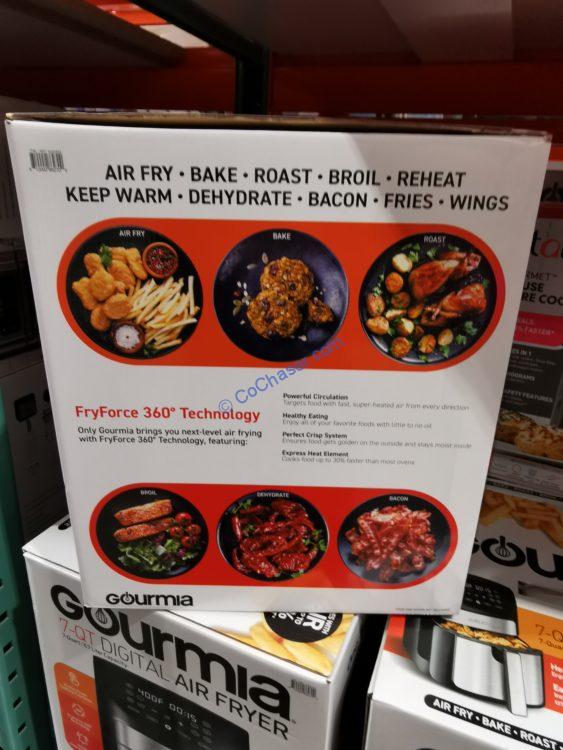 AIR FRY • BAKE • ROAST • BROIL • REHEAT
KEEP WARM • DEHYDRATE • BACON • FRIES • WINGS
AIR FRY
BAKE
ROAST
© CoChaser.com
FryForce 360° Technology
Only Gourmia brings you next-level air frying
with FryForce 360° Technology, featuring:
Powerful Circulation
Targets food with fast, super-heated air from every direction
Healthy Eating
Enjoy all of your favorite foods with little to no oil
Perfect Crisp System
Ensures food gets golden on the outside and stays moist inside
Express Heat Element
Cooks food up to 30% faster than most ovens
BROIL
DEHYDRATE
BACON
GOURMIA
GOURMIA
7-QT DIGITAL AIR FRYER
400F 00:15
7-Q
AIR FRY • BAKE • ROAST